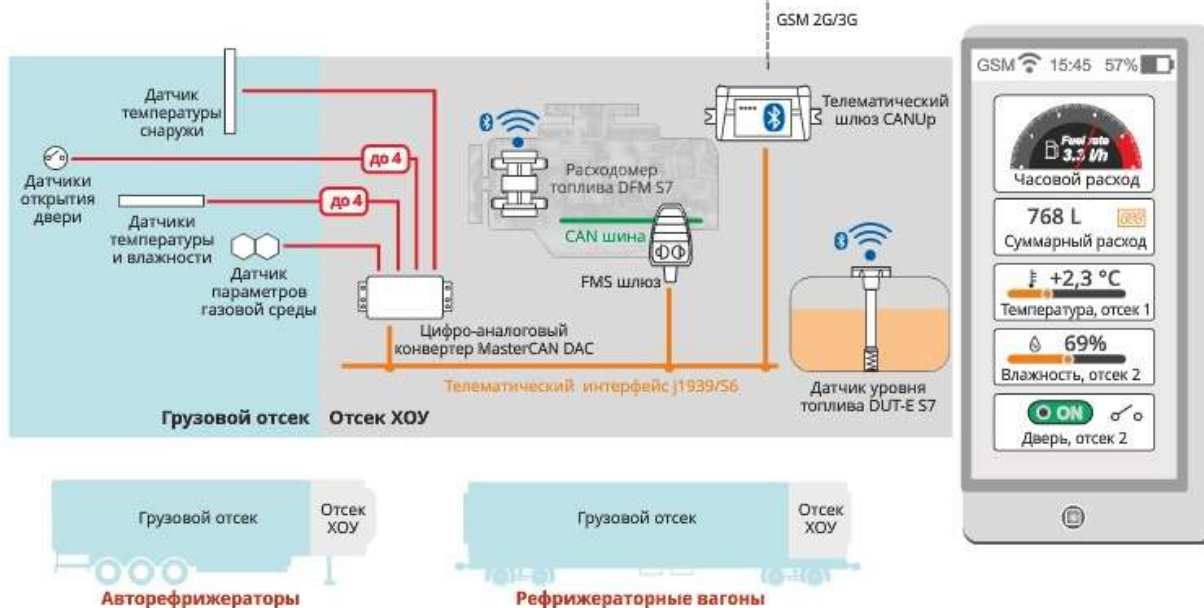 GSM 2G/3G
GSM 15:45 57%
Датчик
температуры
снаружи
до 4
Датчики
открытия
двери
до 4
Датчики
температуры
и влажности
Датчик
параметров
газовой среды
Цифро-аналоговый
конвертер MasterCAN DAC
Расходомер
топлива DFM S7
CAN шина
FMS шлюз
Телематический
шлюз CANUp
Телематический интерфейс j1939/S6
Датчик уровня
топлива DUT-E S7
Грузовой отсек
Отсек ХОУ
Fuel rate
3.3 l/h
Часовой расход
768 L
Суммарный расход
+2,3 °C
Температура, отсек 1
69%
Влажность, отсек 2
ON
Дверь, отсек 2
Грузовой отсек
Отсек
ХОУ
Авторефрижераторы
Грузовой отсек
Отсек
ХОУ
Рефрижераторные вагоны